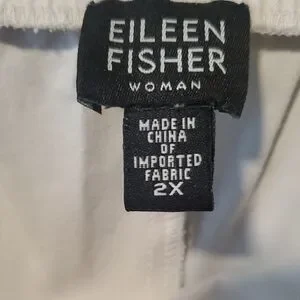 EILEEN
FISHER
WOMAN
MADE IN
CHINA
OF
IMPORTED
FABRIC
2X